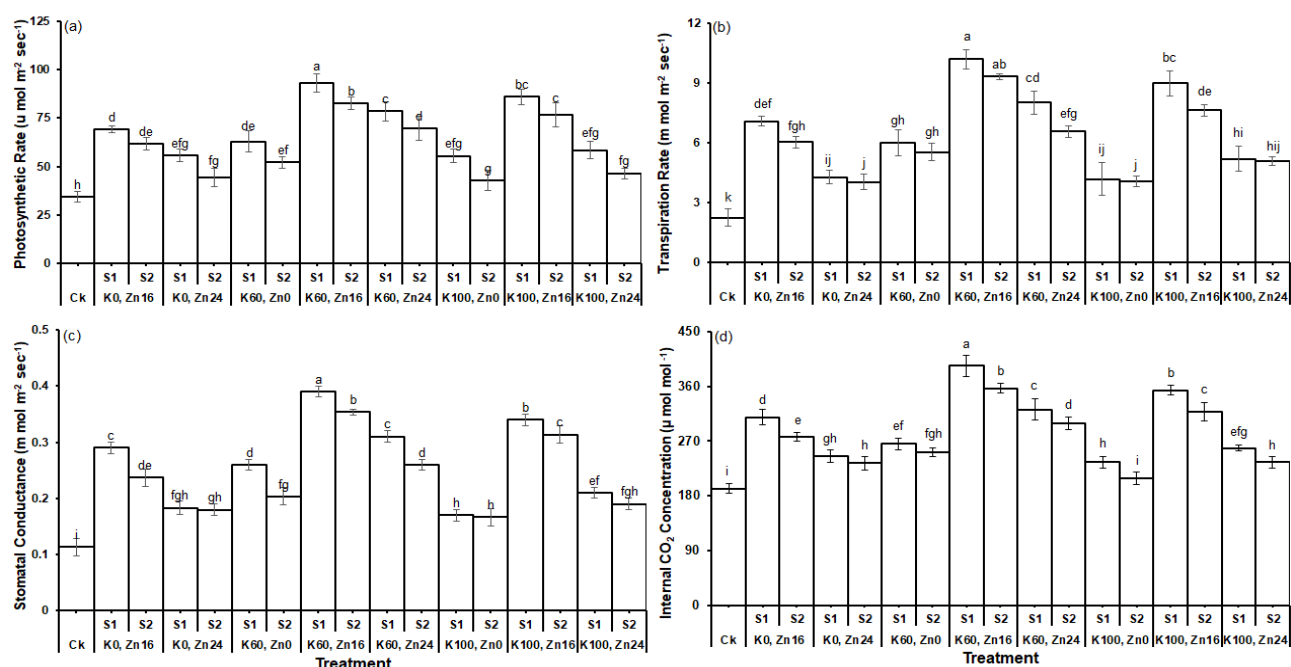 (a)
Photosynthetic Rate (u mol m-2 sec-1)
125
100
75
50
25
0
h d de efg fg de ef a b c d efg g bc c efg fg
S1 S2 S1 S2 S1 S2 S1 S2 S1 S2 S1 S2 S1 S2 S1 S2
Ck K0, Zn16 K0, Zn24 K60, Zn0 K60, Zn16 K60, Zn24 K100, Zn0 K100, Zn16 K100, Zn24
(b)
Transpiration Rate (m mol m-2 sec-1)
12
9
6
3
0
k def fgh ij j gh gh a ab cd efg ij j bc de hi hij
S1 S2 S1 S2 S1 S2 S1 S2 S1 S2 S1 S2 S1 S2 S1 S2
Ck K0, Zn16 K0, Zn24 K60, Zn0 K60, Zn16 K60, Zn24 K100, Zn0 K100, Zn16 K100, Zn24
(c)
Stomatal Conductance (m mol m-2 sec-1)
0.5
0.4
0.3
0.2
0.1
0
i c de fgh gh d fg a b c d h h b c ef fgh
S1 S2 S1 S2 S1 S2 S1 S2 S1 S2 S1 S2 S1 S2 S1 S2
Ck K0, Zn16 K0, Zn24 K60, Zn0 K60, Zn16 K60, Zn24 K100, Zn0 K100, Zn16 K100, Zn24
Treatment
(d)
Internal CO2 Concentration (µ mol mol-1)
450
360
270
180
90
0
i d e gh h ef fgh a b c d h i b c efg h
S1 S2 S1 S2 S1 S2 S1 S2 S1 S2 S1 S2 S1 S2 S1 S2
Ck K0, Zn16 K0, Zn24 K60, Zn0 K60, Zn16 K60, Zn24 K100, Zn0 K100, Zn16 K100, Zn24
Treatment